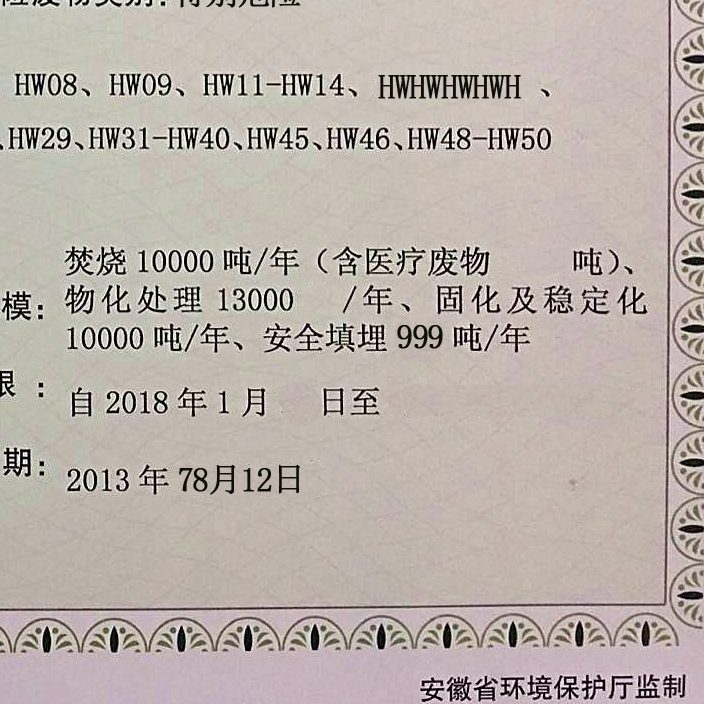 险废物类别:特别危险
HW08、HW09、HW11-HW14、HWHWHWHWH 、
、HW29、HW31-HW40、HW45、HW46、HW48-HW50
焚烧 10000 吨/年（含医疗废物 吨）、
模： 物化处理 13000 /年、固化及稳定化
10000 吨/年、安全填埋 999 吨/年
限 ： 自 2018 年 1 月 日至
期： 2013 年 78月12日
安徽省环境保护厅监制